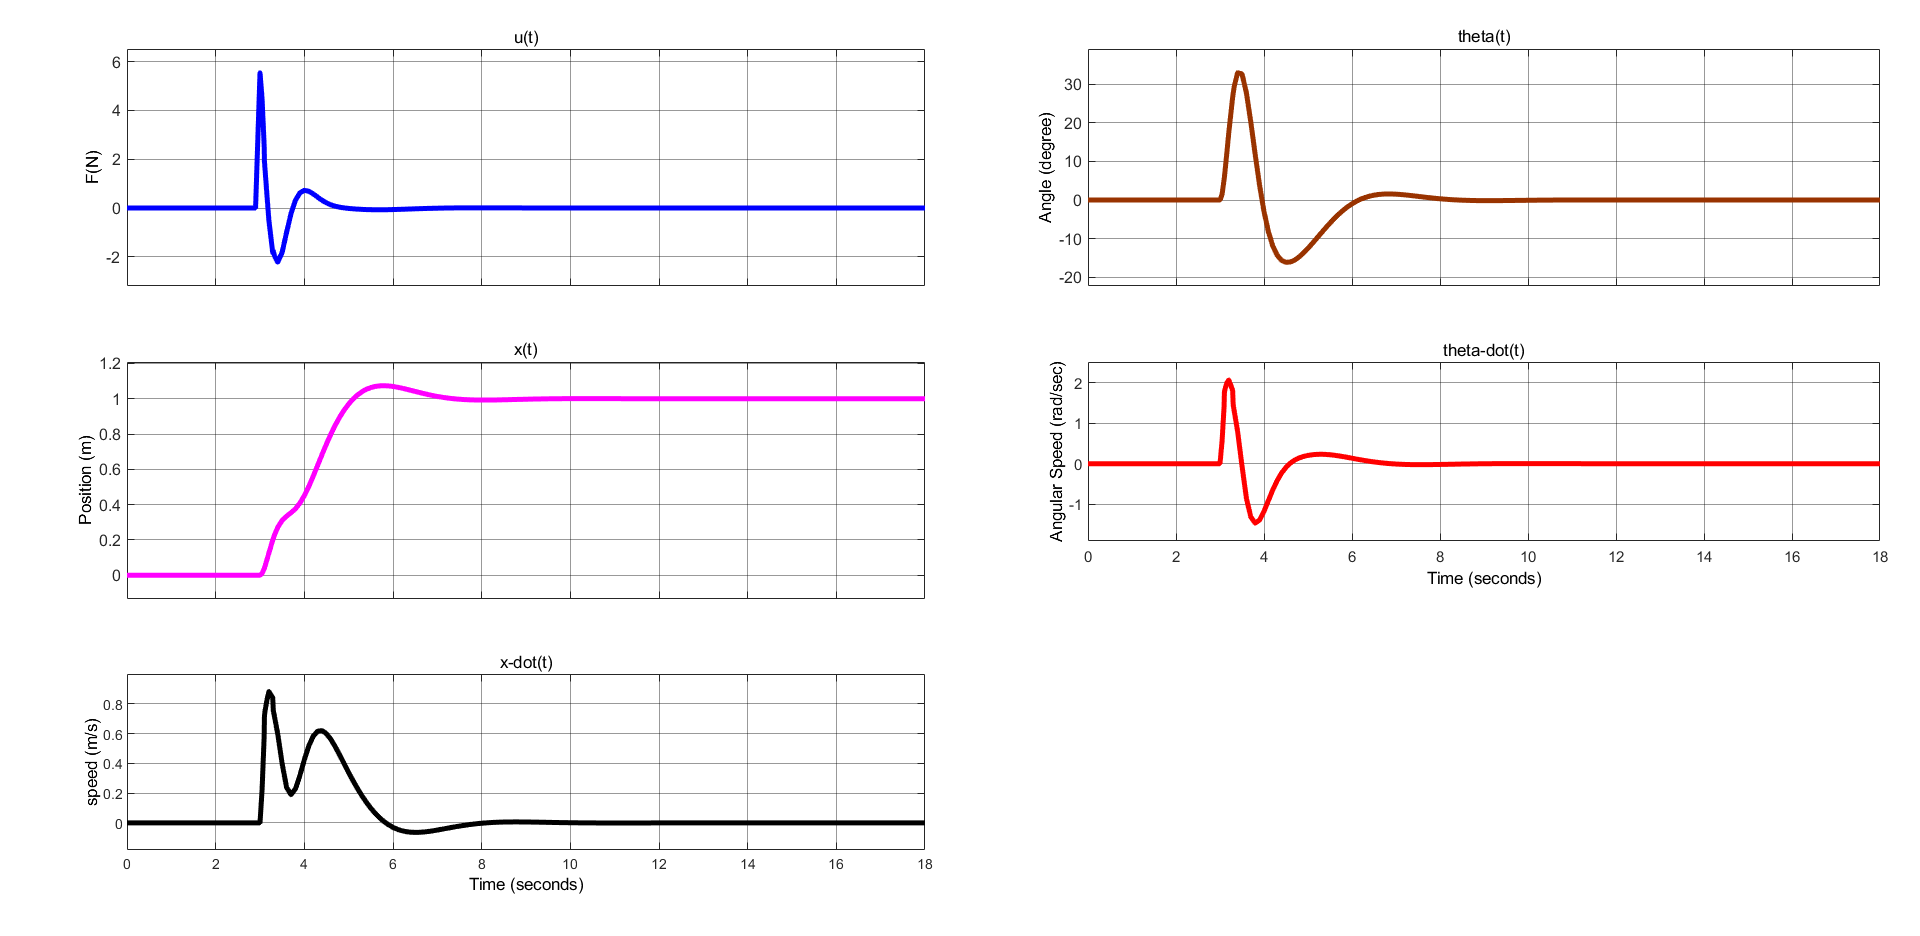 u(t)
F(N)
6
4
2
0
-2
x(t)
Position (m)
1.2
1
0.8
0.6
0.4
0.2
0
x-dot(t)
speed (m/s)
0.8
0.6
0.4
0.2
0
0 2 4 6 8 10 12 14 16 18
Time (seconds)
theta(t)
Angle (degree)
30
20
10
0
-10
-20
theta-dot(t)
Angular Speed (rad/sec)
2
1
0
-1
0 2 4 6 8 10 12 14 16 18
Time (seconds)